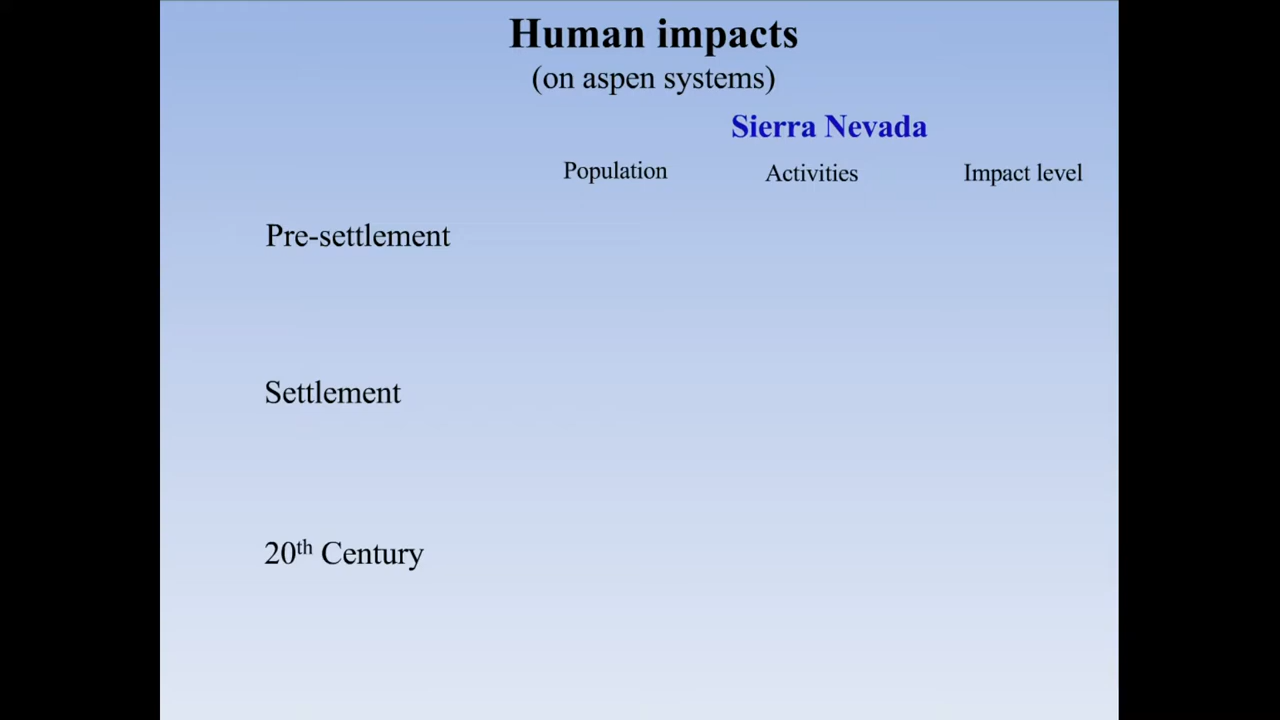 Human impacts
(on aspen systems)
Sierra Nevada
Population Activities Impact level
Pre-settlement
Settlement
20th Century